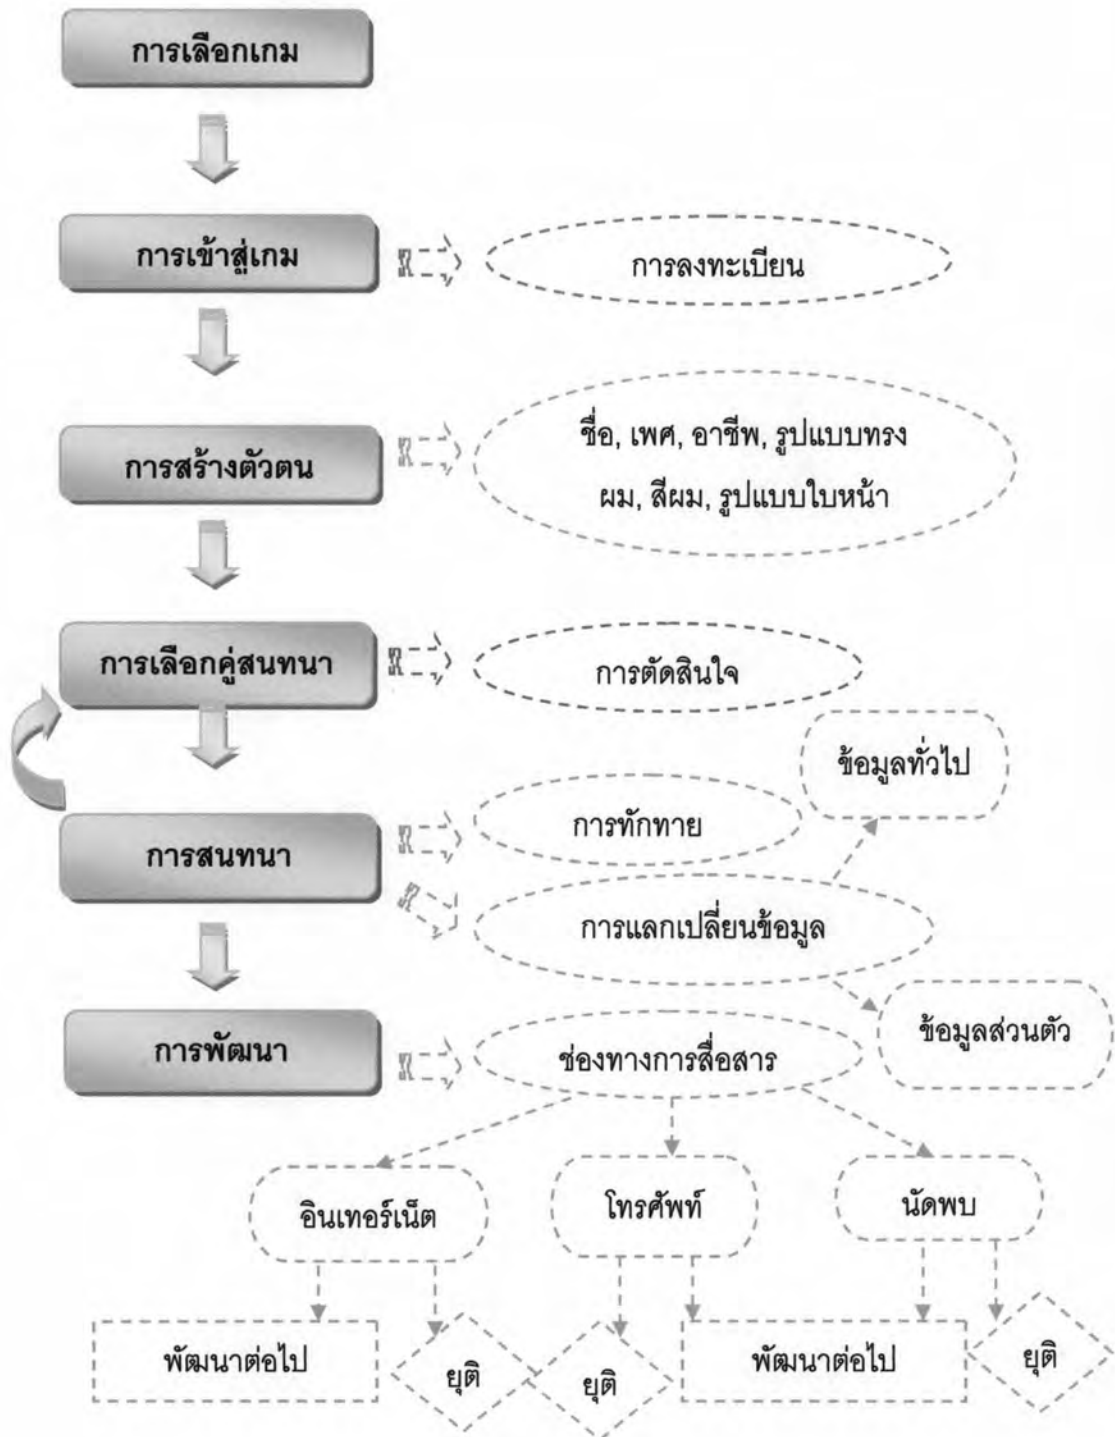 การเลือกเกม
การเข้าสู่เกม
การลงทะเบียน
การสร้างตัวตน
ชื่อ, เพศ, อาชีพ, รูปแบบทรง
ผม, สีผม, รูปแบบใบหน้า
การเลือกคู่สนทนา
การตัดสินใจ
ข้อมูลทั่วไป
การสนทนา
การทักทาย
การแลกเปลี่ยนข้อมูล
ข้อมูลส่วนตัว
การพัฒนา
ช่องทางการสื่อสาร
อินเทอร์เน็ต
โทรศัพท์
นัดพบ
พัฒนาต่อไป
ยุติ
ยุติ
พัฒนาต่อไป
ยุติ